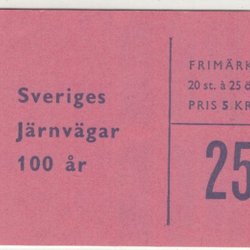 Sveriges
Järnvägar
100 år
FRIMÄRK
20 st. à 25 ö
PRIS 5 KR
25